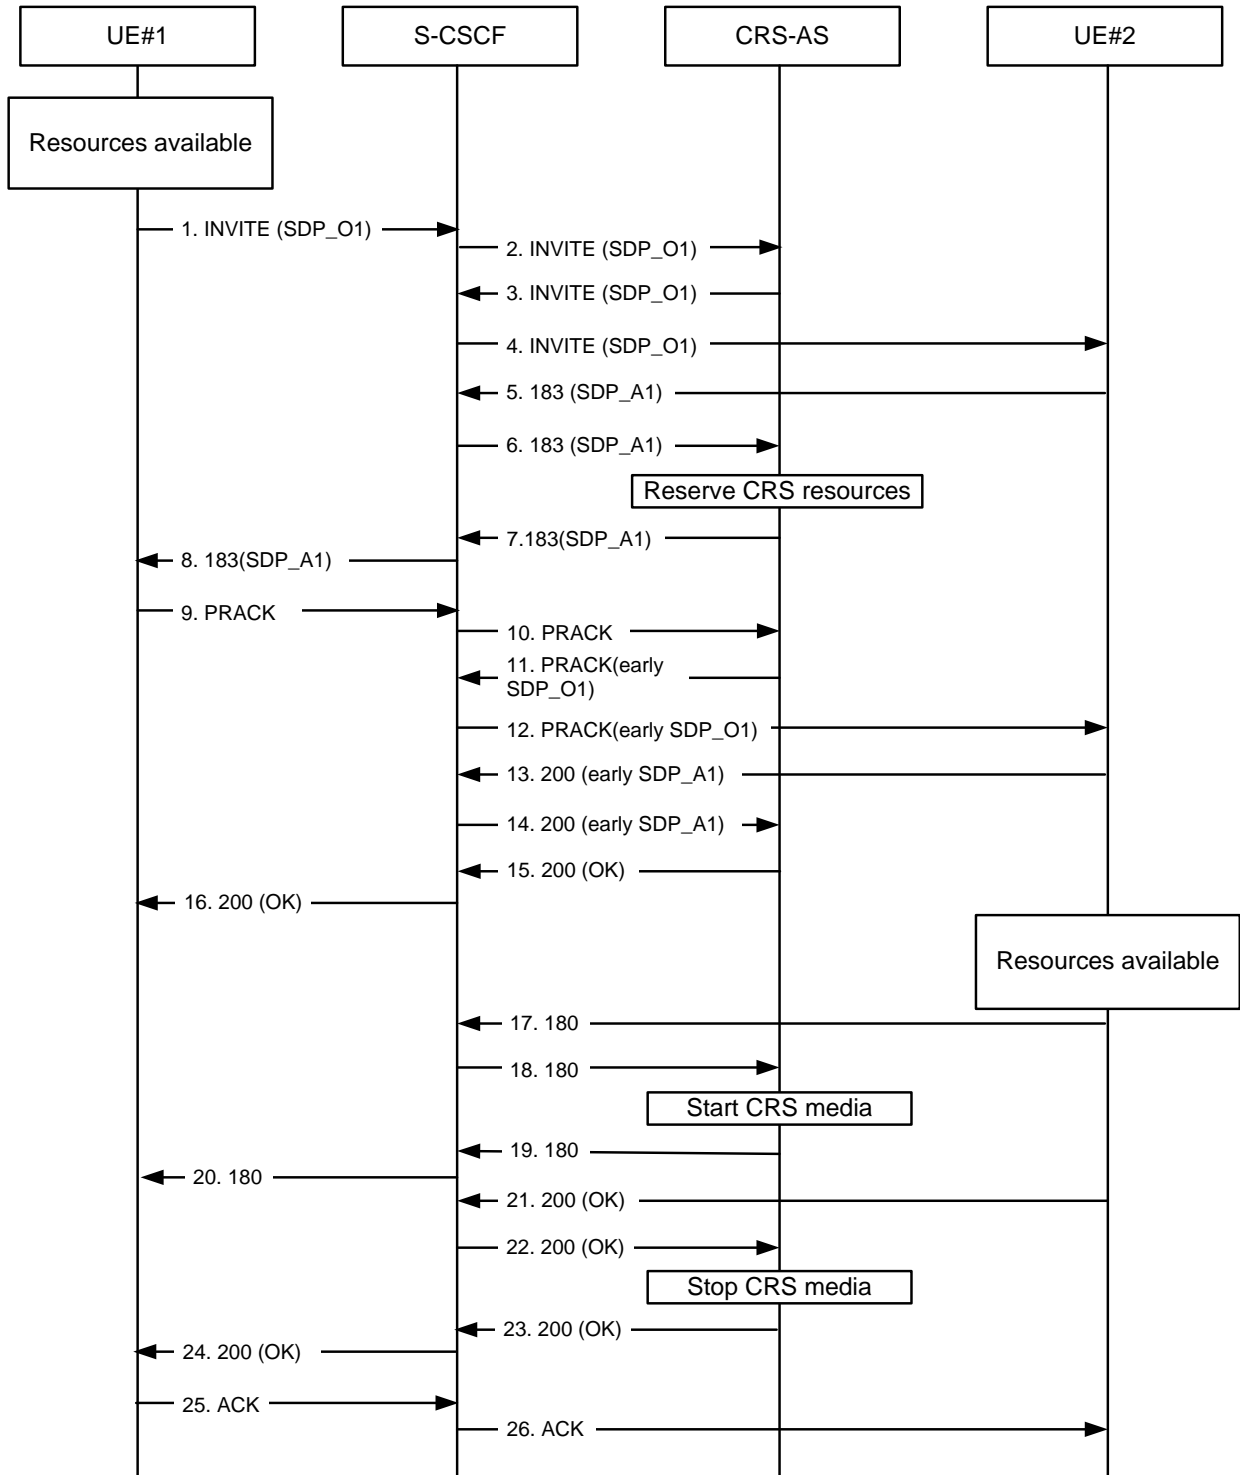 UE#1
S-CSCF
CRS-AS
UE#2
Resources available
1. INVITE (SDP_O1)
2. INVITE (SDP_O1)
3. INVITE (SDP_O1)
4. INVITE (SDP_O1)
5. 183 (SDP_A1)
6. 183 (SDP_A1)
Reserve CRS resources
7.183(SDP_A1)
8. 183(SDP_A1)
9. PRACK
10. PRACK
11. PRACK(early
SDP_O1)
12. PRACK(early SDP_O1)
13. 200 (early SDP_A1)
14. 200 (early SDP_A1)
15. 200 (OK)
16. 200 (OK)
Resources available
17. 180
18. 180
Start CRS media
19. 180
20. 180
21. 200 (OK)
22. 200 (OK)
Stop CRS media
23. 200 (OK)
24. 200 (OK)
25. ACK
26. ACK